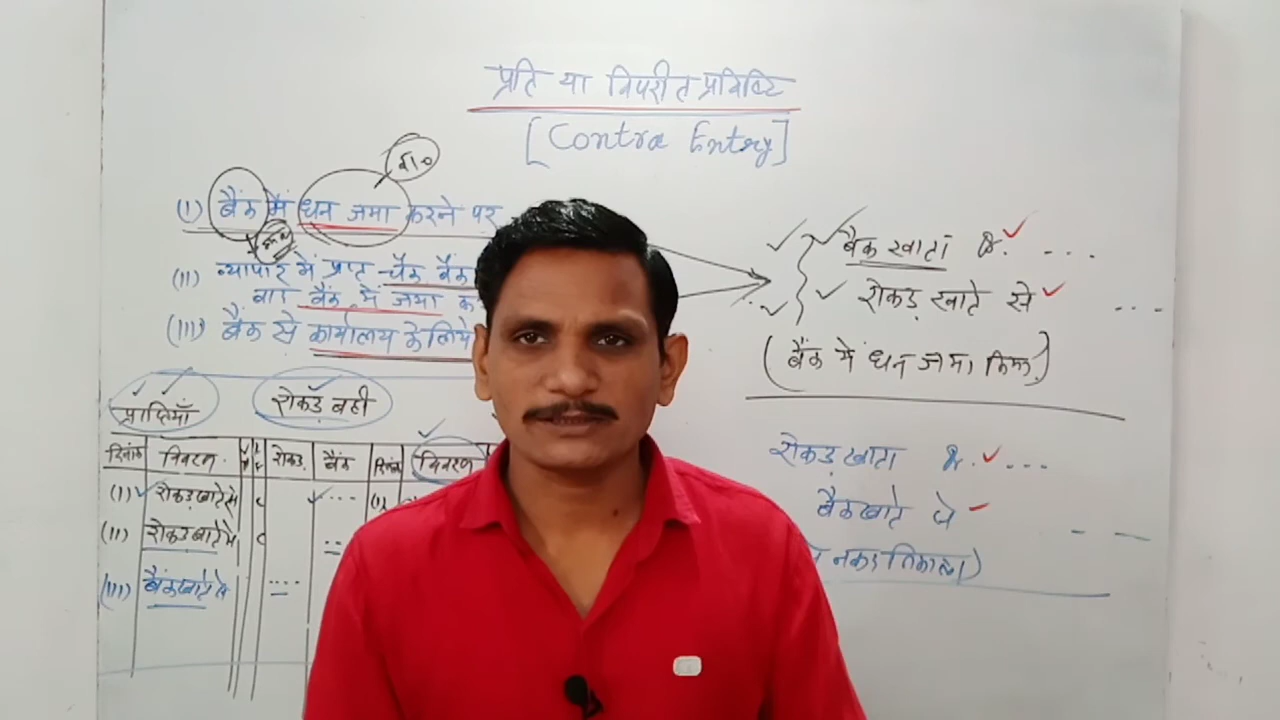 प्रति या विपरीत प्रविष्टि
[Contra Entry]
(I) बैंक में धन जमा करने पर
(II) व्यापार में प्राप्त चैक बैंक
बाद बैंक में जमा
(III) बैंक से कार्यालय के लिये
बैंक खाता Dr. ...
रोकड़ खाते से ...
(बैंक में धन जमा किया)
रोकड़ खाता Dr. ...
बैंक खाते से
नकद निकाला)
प्राप्तियाँ रोकड़ बही
दिनांक विवरण रोकड़ बैंक दिनांक विवरण
(I) रोकड़ खाते से C .... (I)
(II) रोकड़ खाते से C
(III) बैंक खाते से ....